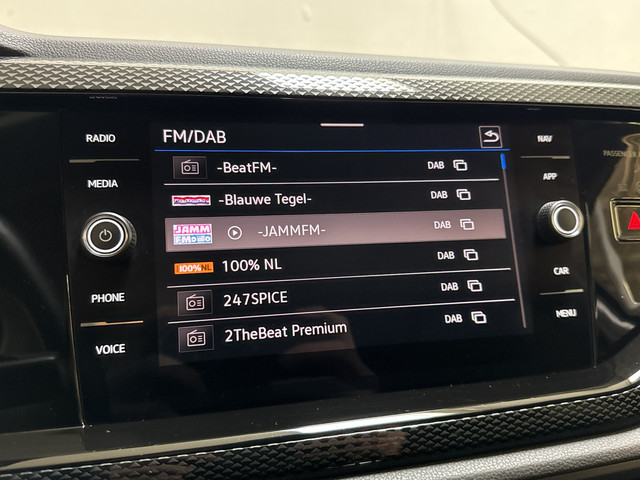 FM/DAB
RADIO
MEDIA
PHONE
VOICE
-BeatFM- DAB
-Blauwe Tegel- DAB
JAMM FM -JAMMFM- DAB
100%NL 100% NL DAB
247SPICE DAB
2TheBeat Premium DAB
NAV
APP
CAR
MENU
PASSENGER